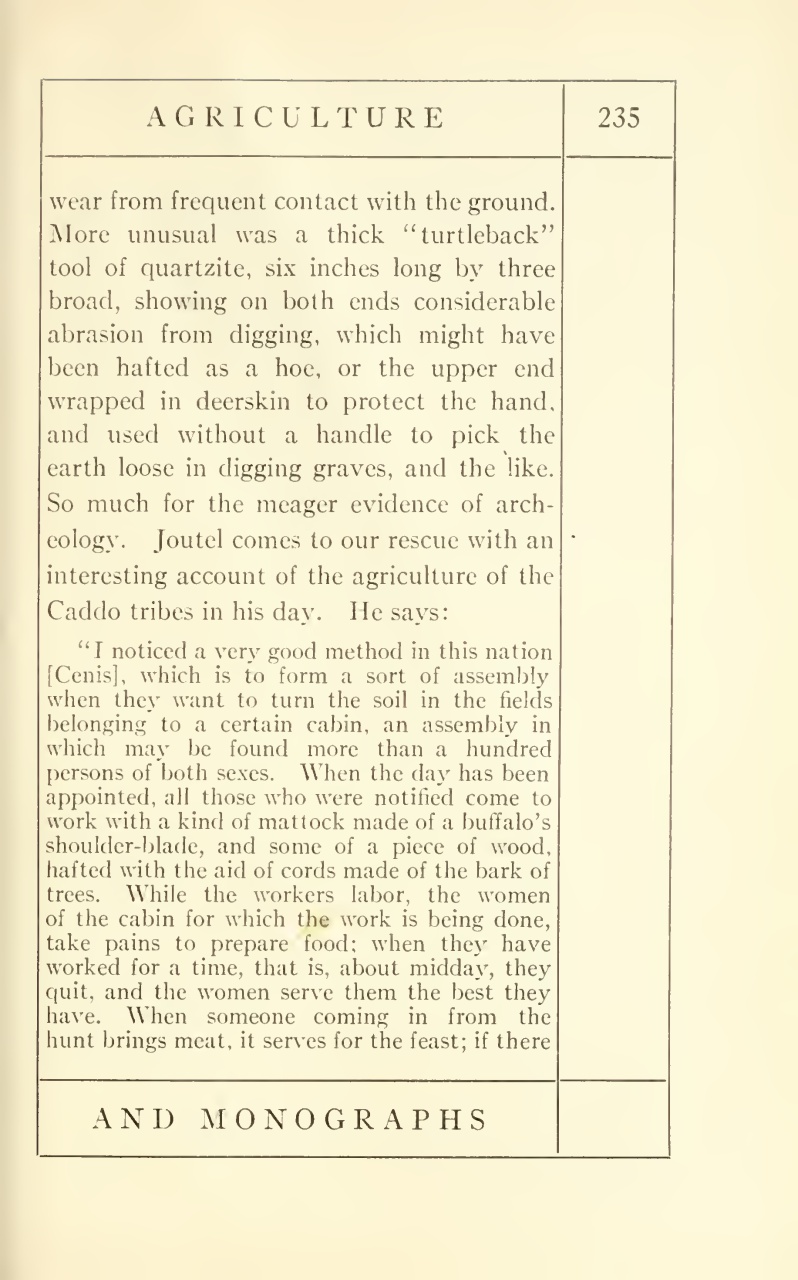 AGRICULTURE
235
wear from frequent contact with the ground.
More unusual was a thick “turtleback”
tool of quartzite, six inches long by three
broad, showing on both ends considerable
abrasion from digging, which might have
been hafted as a hoe, or the upper end
wrapped in deerskin to protect the hand,
and used without a handle to pick the
earth loose in digging graves, and the like.
So much for the meager evidence of arch-
eology. Joutel comes to our rescue with an
interesting account of the agriculture of the
Caddo tribes in his day. He says:
“I noticed a very good method in this nation
[Cenis], which is to form a sort of assembly
when they want to turn the soil in the fields
belonging to a certain cabin, an assembly in
which may be found more than a hundred
persons of both sexes. When the day has been
appointed, all those who were notified come to
work with a kind of mattock made of a buffalo’s
shoulder-blade, and some of a piece of wood,
hafted with the aid of cords made of the bark of
trees. While the workers labor, the women
of the cabin for which the work is being done,
take pains to prepare food; when they have
worked for a time, that is, about midday, they
quit, and the women serve them the best they
have. When someone coming in from the
hunt brings meat, it serves for the feast; if there
AND MONOGRAPHS